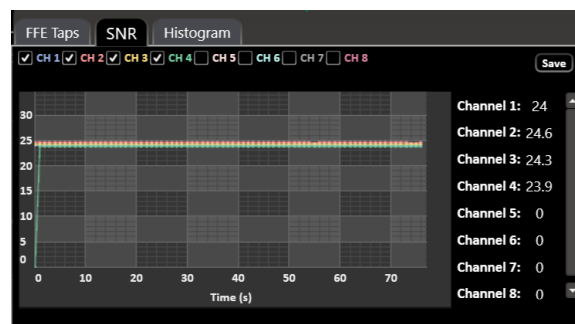 FFE Taps SNR Histogram
CH 1 CH 2 CH 3 CH 4 CH 5 CH 6 CH 7 CH 8
Save
30
25
20
15
10
5
0
0 10 20 30 40 50 60 70
Time (s)
Channel 1: 24
Channel 2: 24.6
Channel 3: 24.3
Channel 4: 23.9
Channel 5: 0
Channel 6: 0
Channel 7: 0
Channel 8: 0